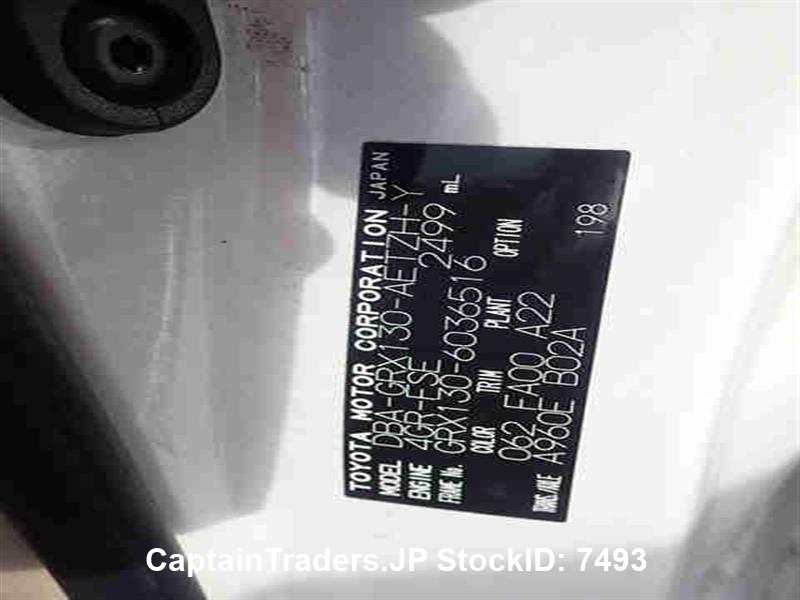 TOYOTA MOTOR CORPORATION JAPAN
MODEL DBA-GRX130-AETZH-Y
ENGINE 4GR-FSE 2499 mL
FRAME No. GRX130-6036516
COLOR TRIM PLANT OPTION
062 FA00 A22
TRANS/AXLE A960E B02A 198
CaptainTraders.JP StockID: 7493